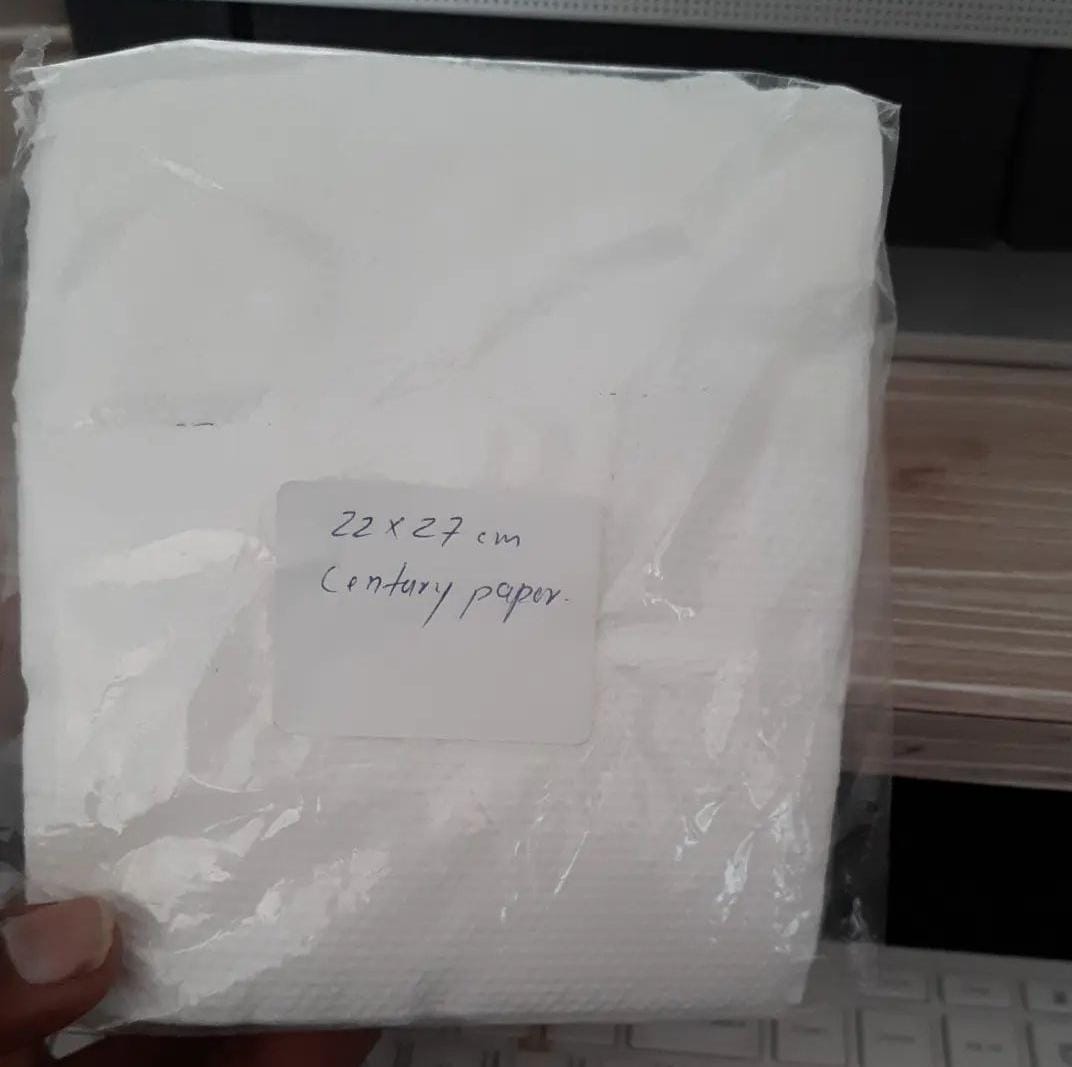 22 x 27 cm
Century paper.